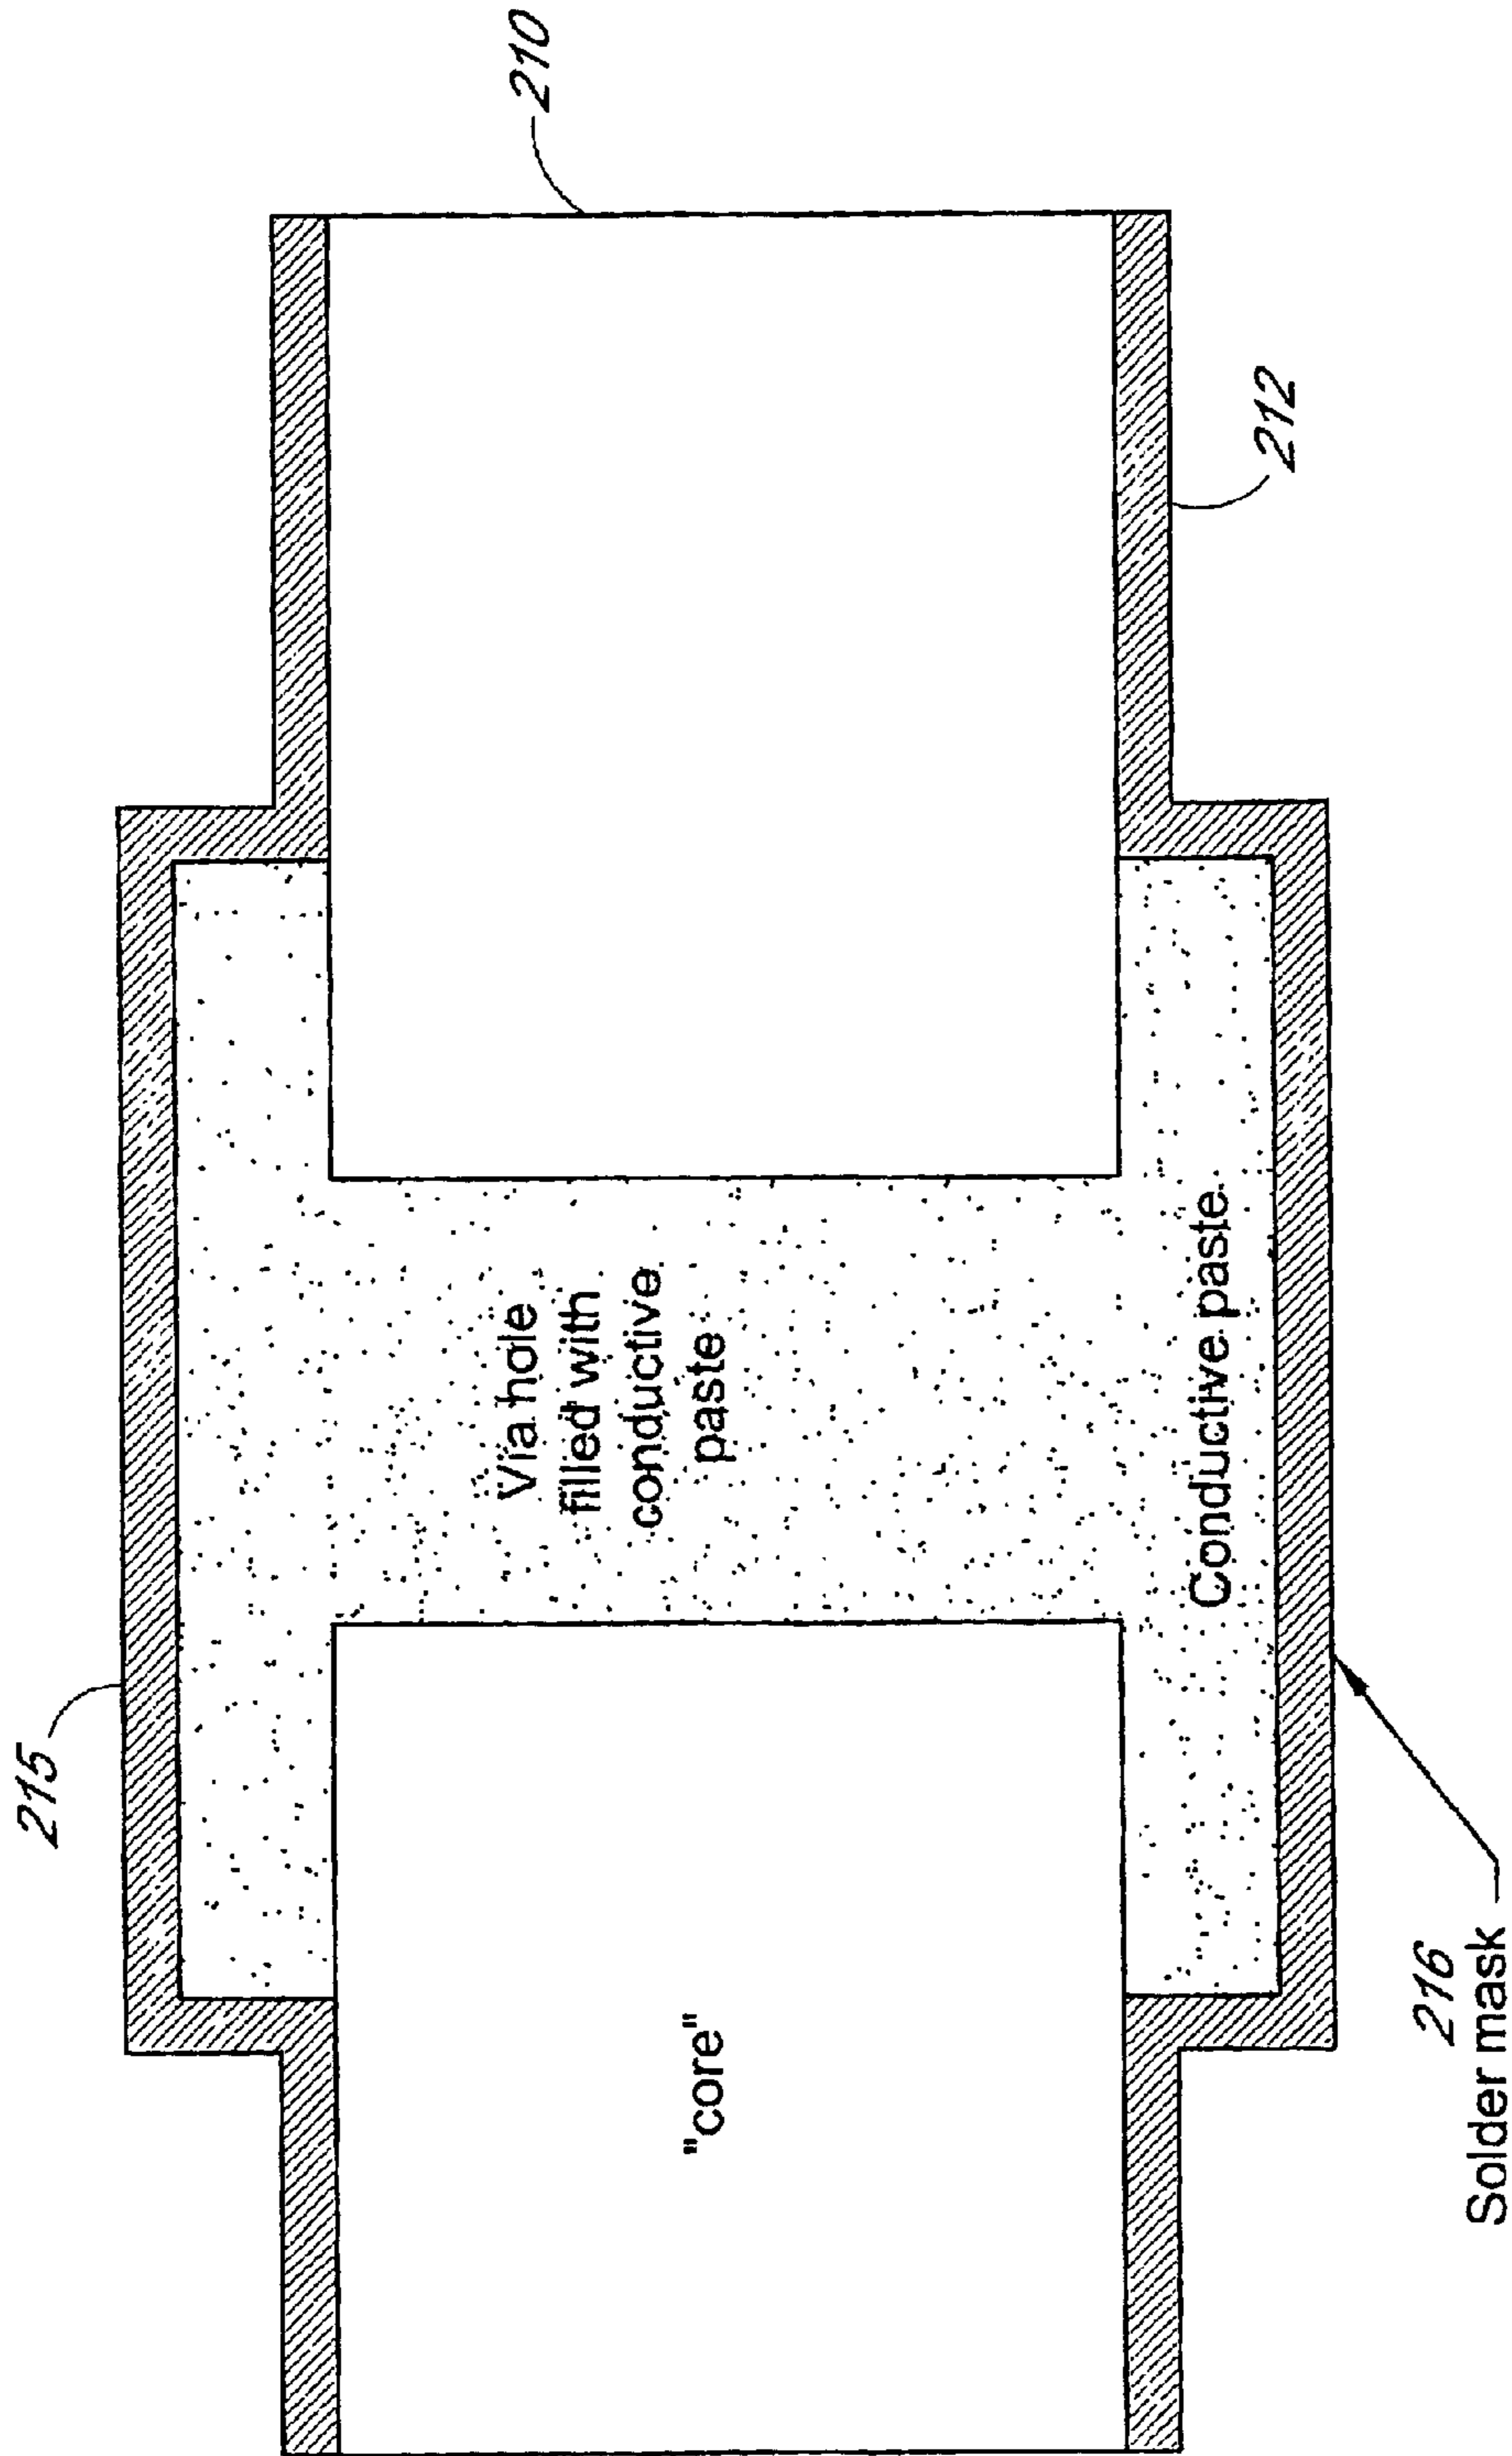 215
210
Via hole
filled with
conductive
paste
"core"
Conductive paste
212
216
Solder mask